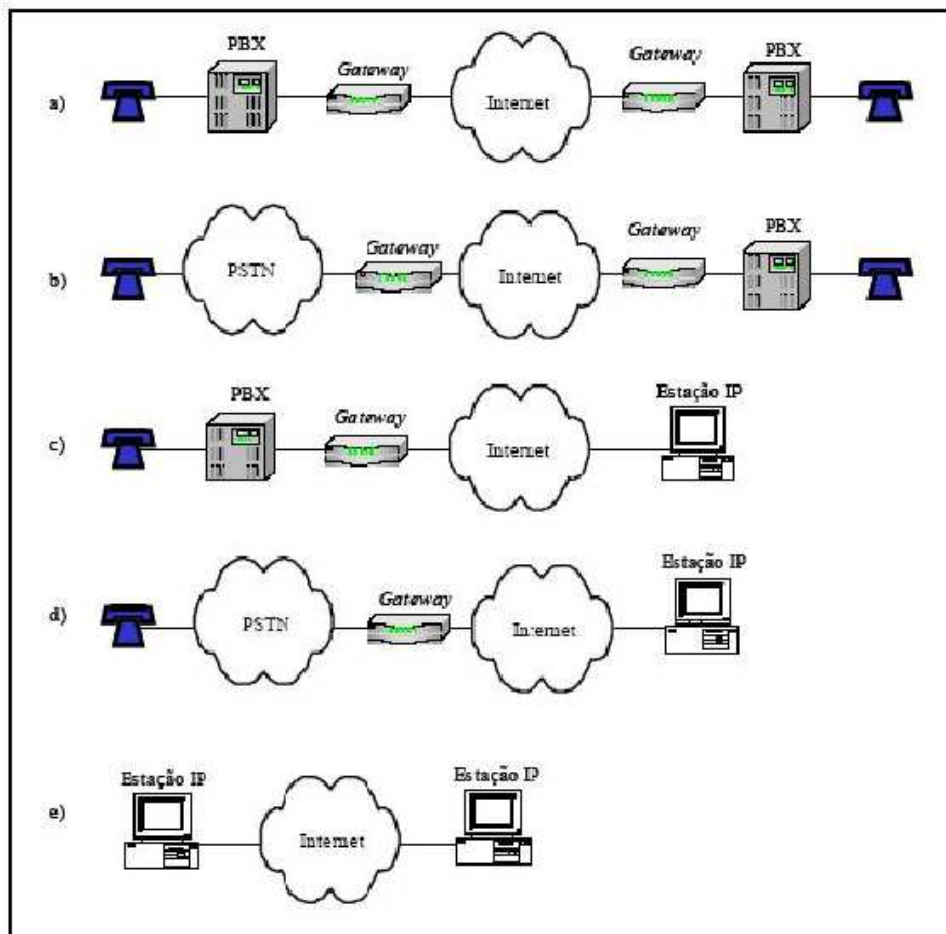 PBX
Gateway
Gateway
PBX
a)
Internet
PBX
Gateway
Gateway
b)
PSTN
Internet
PBX
Gateway
Estação IP
c)
Internet
Estação IP
Gateway
d)
PSTN
Internet
Estação IP
Estação IP
e)
Internet